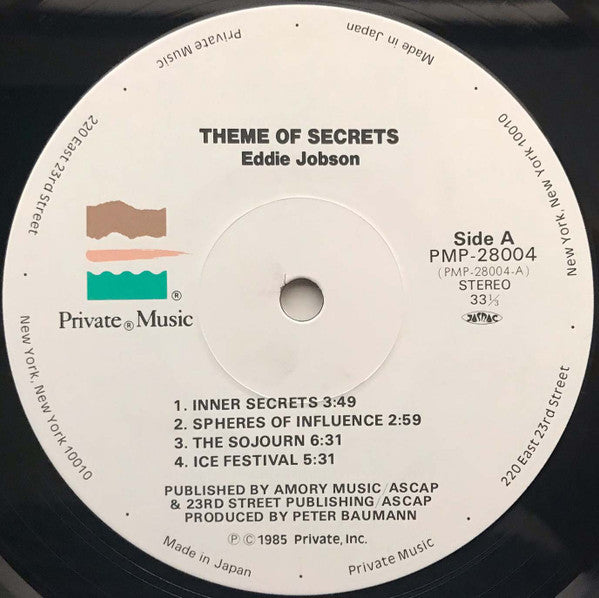 Private Music
Made in Japan
220 East 23rd Street
New York, New York 10010
THEME OF SECRETS
Eddie Jobson
Side A
PMP-28004
(PMP-28004-A)
STEREO
33⅓
JASRAC
®
Private® Music
1. INNER SECRETS 3:49
2. SPHERES OF INFLUENCE 2:59
3. THE SOJOURN 6:31
4. ICE FESTIVAL 5:31
PUBLISHED BY AMORY MUSIC/ASCAP
& 23RD STREET PUBLISHING/ASCAP
PRODUCED BY PETER BAUMANN
℗©1985 Private, Inc.
New York, New York 10010
220 East 23rd Street
Made in Japan
Private Music